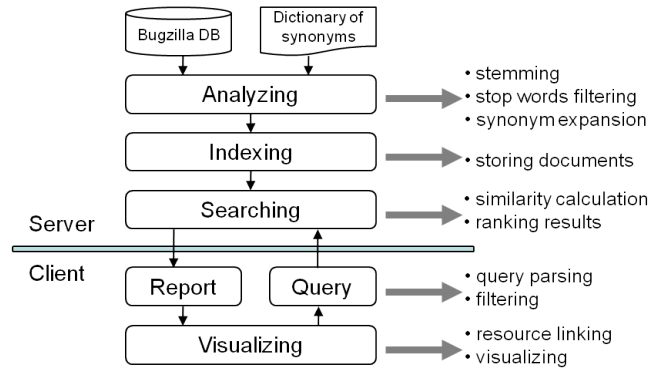 Bugzilla DB
Dictionary of
synonyms
Analyzing
• stemming
• stop words filtering
• synonym expansion
Indexing
• storing documents
Searching
• similarity calculation
• ranking results
Server
Client
Report
Query
• query parsing
• filtering
Visualizing
• resource linking
• visualizing